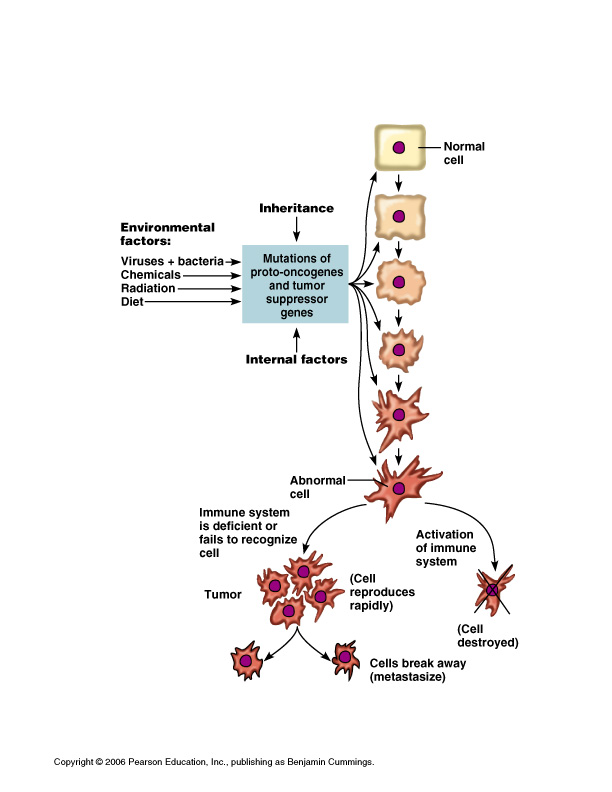 Normal
cell
Inheritance
Environmental
factors:
Viruses + bacteria
Chemicals
Radiation
Diet
Mutations of
proto-oncogenes
and tumor
suppressor
genes
Internal factors
Abnormal
cell
Immune system
is deficient or
fails to recognize
cell
Activation
of immune
system
Tumor
(Cell
reproduces
rapidly)
(Cell
destroyed)
Cells break away
(metastasize)
Copyright © 2006 Pearson Education, Inc., publishing as Benjamin Cummings.